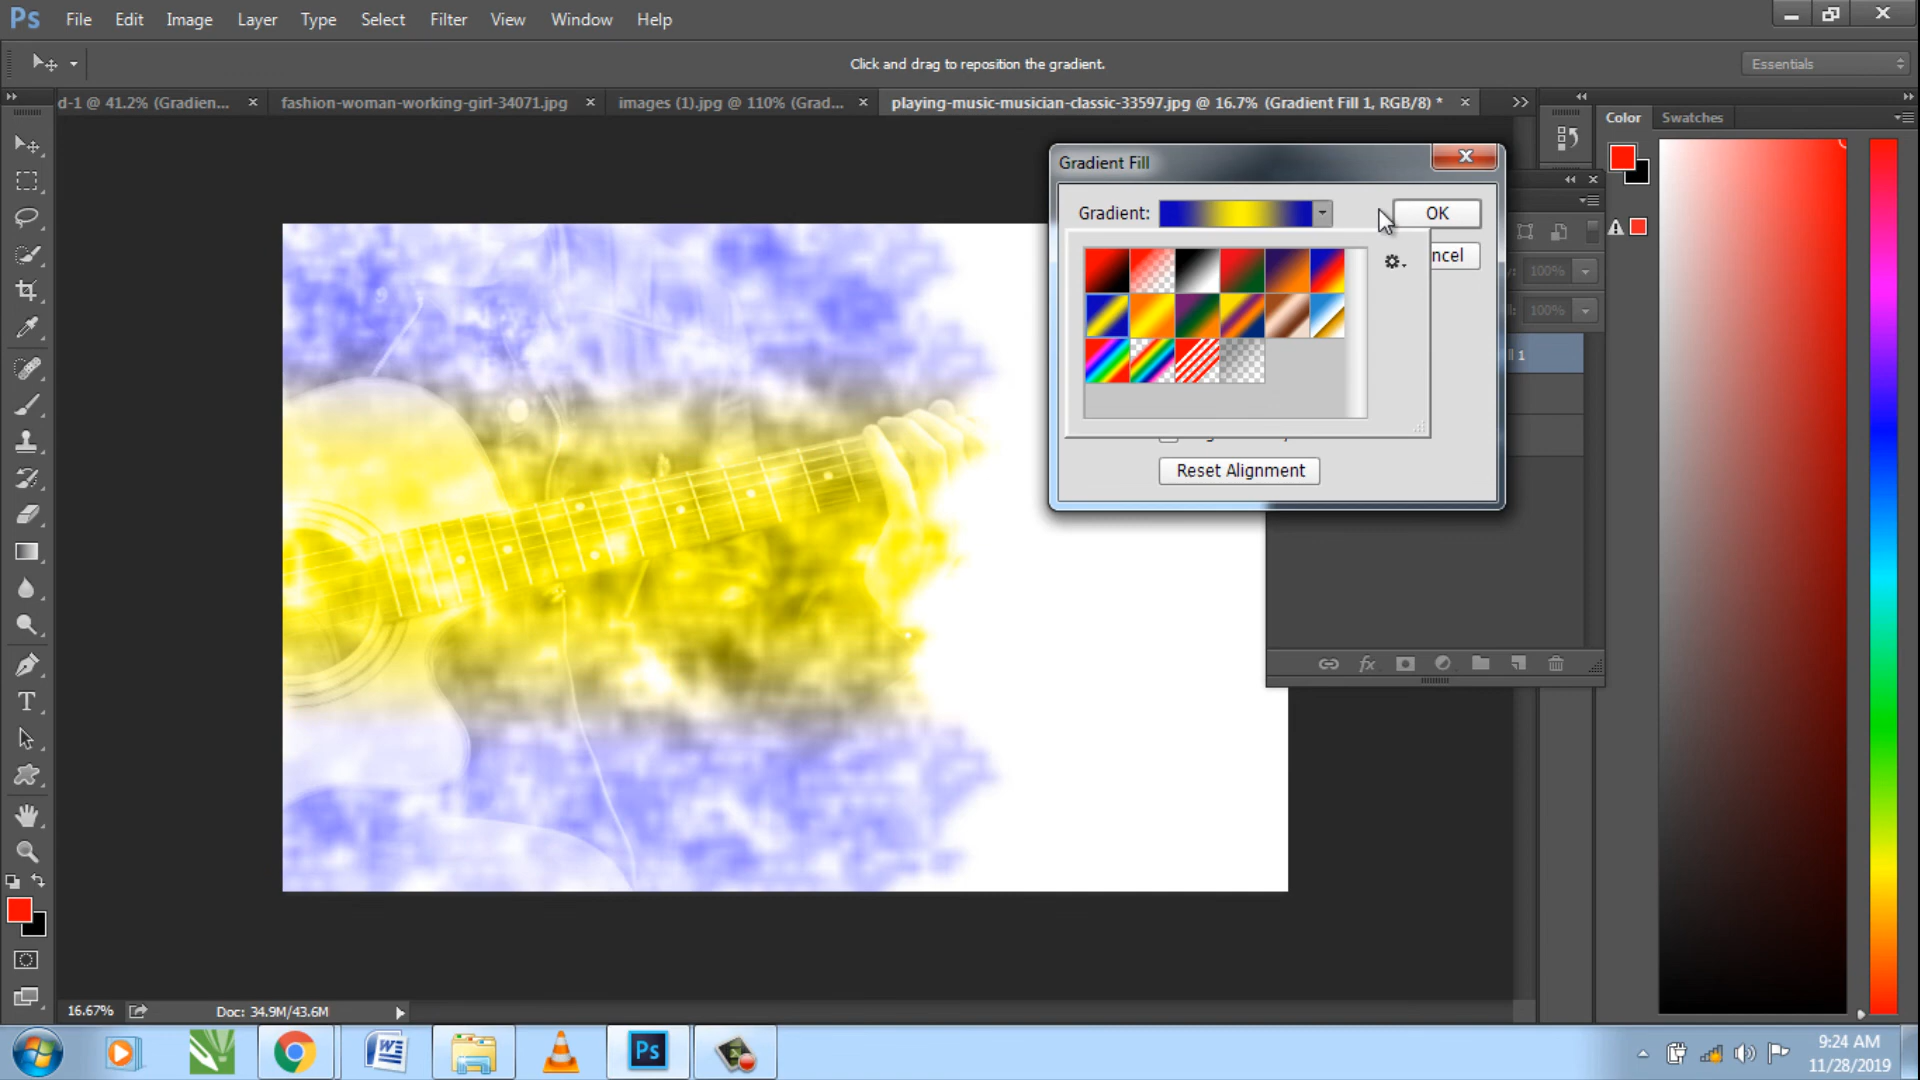 Ps File Edit Image Layer Type Select Filter View Window Help
Click and drag to reposition the gradient.
Essentials
d-1 @ 41.2% (Gradien... fashion-woman-working-girl-34071.jpg images (1).jpg @ 110% (Grad... playing-music-musician-classic-33597.jpg @ 16.7% (Gradient Fill 1, RGB/8) *
Color Swatches
Gradient Fill
Gradient: OK
ncel
100%
100%
1
Reset Alignment
fx
T
16.67% Doc: 34.9M/43.6M
W Ps
9:24 AM
11/28/2019